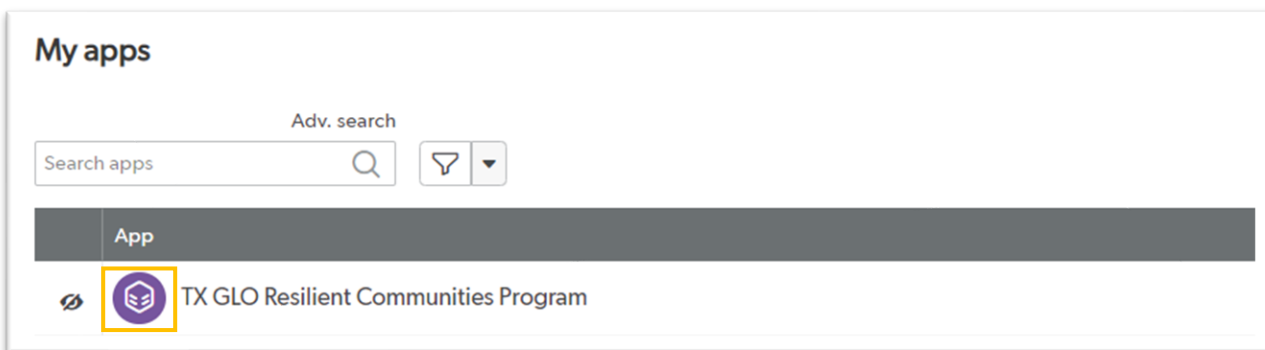 My apps
Adv. search
Search apps
App
TX GLO Resilient Communities Program